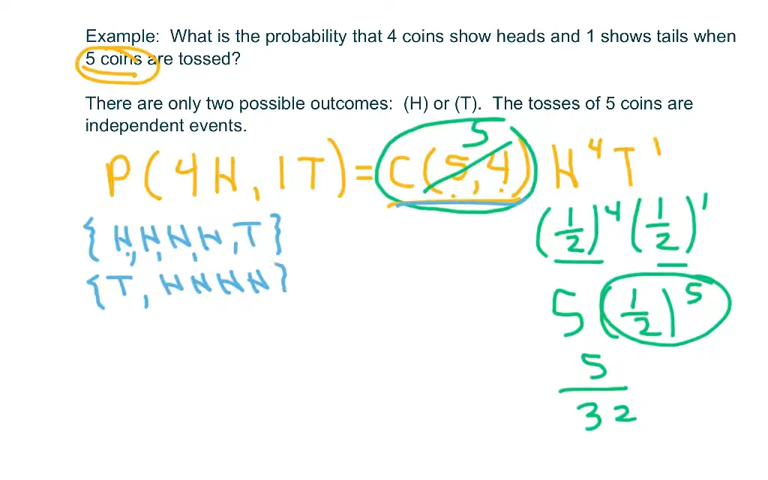 Example: What is the probability that 4 coins show heads and 1 shows tails when
5 coins are tossed?
There are only two possible outcomes: (H) or (T). The tosses of 5 coins are
independent events.
5
P(4H, 1T) = C(5,4) H⁴ T¹
{H,H,H,H,T} (1/2)⁴ (1/2)¹
{T,HHHH}
5 (1/2)⁵
5/32